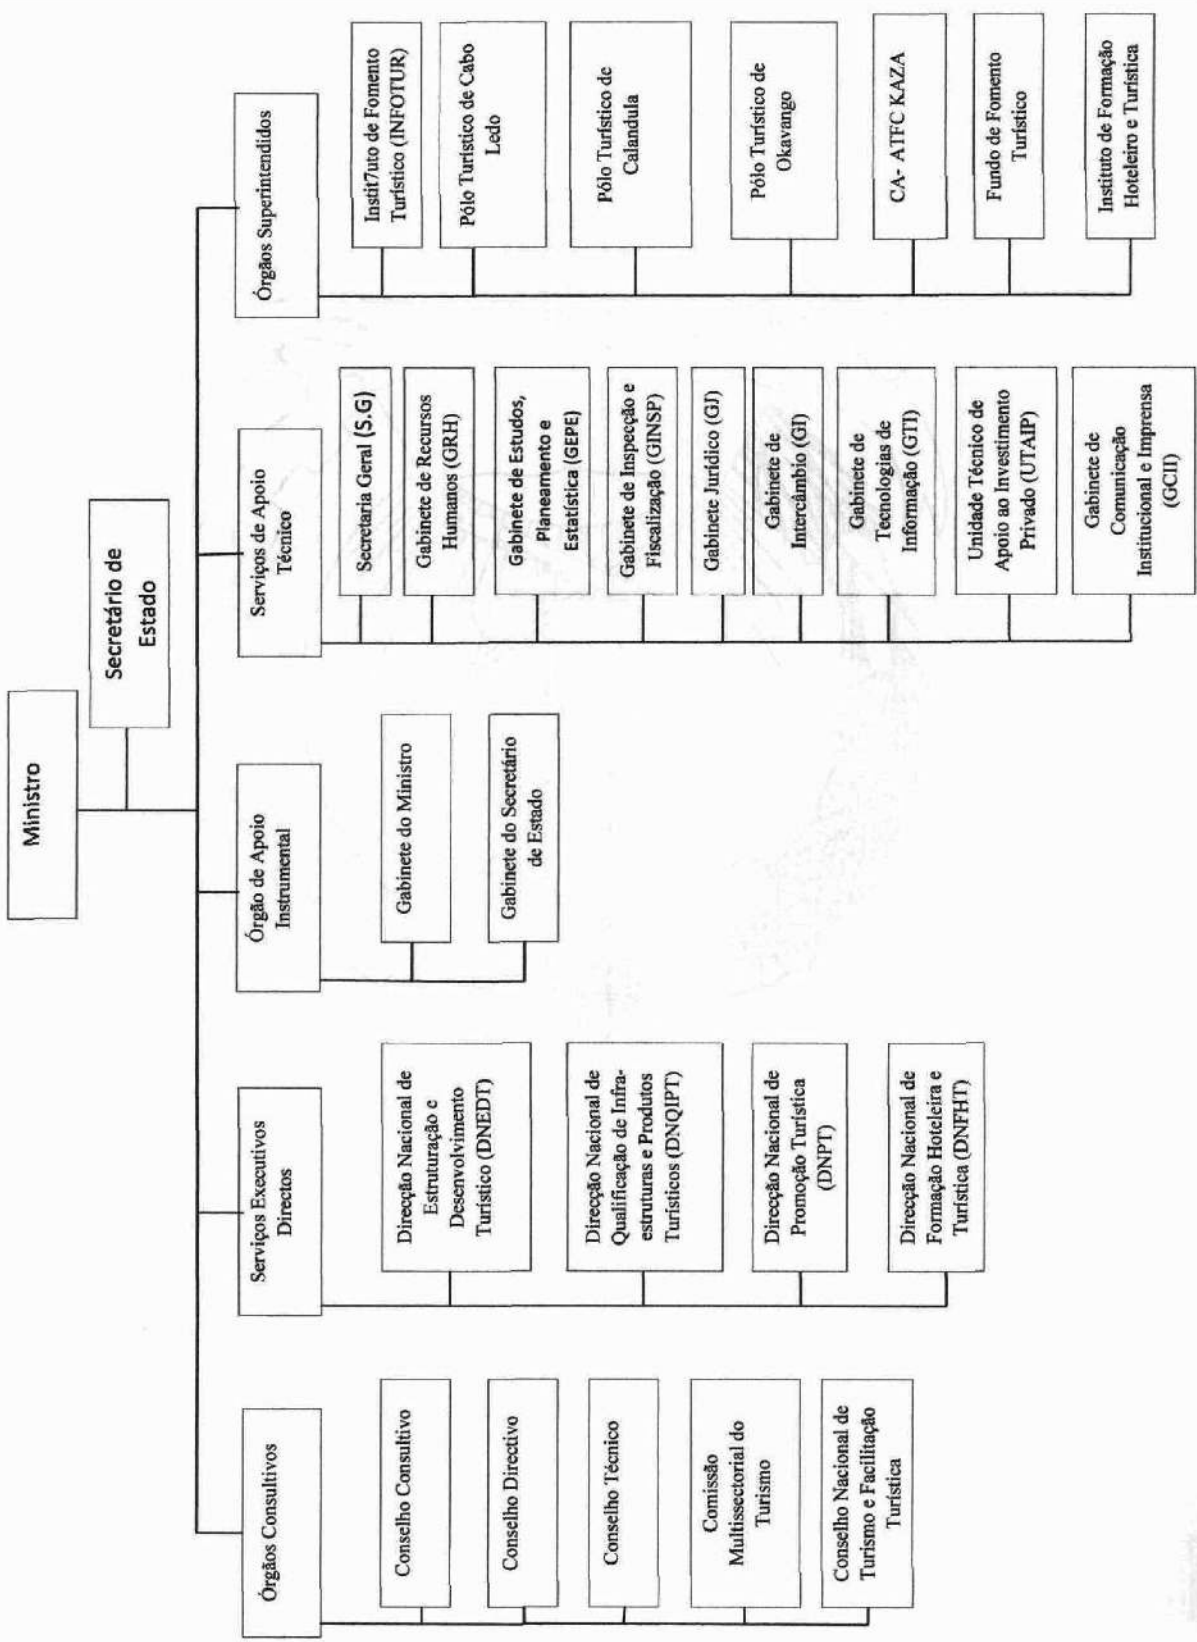 Ministro
Secretário de
Estado
Órgãos Consultivos
Conselho Consultivo
Conselho Directivo
Conselho Técnico
Comissão
Multissectorial do
Turismo
Conselho Nacional de
Turismo e Facilitação
Turística
Serviços Executivos
Directos
Direcção Nacional de
Estruturação e
Desenvolvimento
Turístico (DNEDT)
Direcção Nacional de
Qualificação de Infra-
estruturas e Produtos
Turísticos (DNQIPT)
Direcção Nacional de
Promoção Turística
(DNPT)
Direcção Nacional de
Formação Hoteleira e
Turística (DNFHT)
Órgão de Apoio
Instrumental
Gabinete do Ministro
Gabinete do Secretário
de Estado
Serviços de Apoio
Técnico
Secretaria Geral (S.G)
Gabinete de Recursos
Humanos (GRH)
Gabinete de Estudos,
Planeamento e
Estatística (GEPE)
Gabinete de Inspecção e
Fiscalização (GINSP)
Gabinete Jurídico (GJ)
Gabinete de
Intercâmbio (GI)
Gabinete de
Tecnologias de
Informação (GTI)
Unidade Técnico de
Apoio ao Investimento
Privado (UTAIP)
Gabinete de
Comunicação
Institucional e Imprensa
(GCII)
Órgãos Superintendidos
Instit7uto de Fomento
Turístico (INFOTUR)
Pólo Turístico de Cabo
Ledo
Pólo Turístico de
Calandula
Pólo Turístico de
Okavango
CA- ATFC KAZA
Fundo de Fomento
Turístico
Instituto de Formação
Hoteleiro e Turística